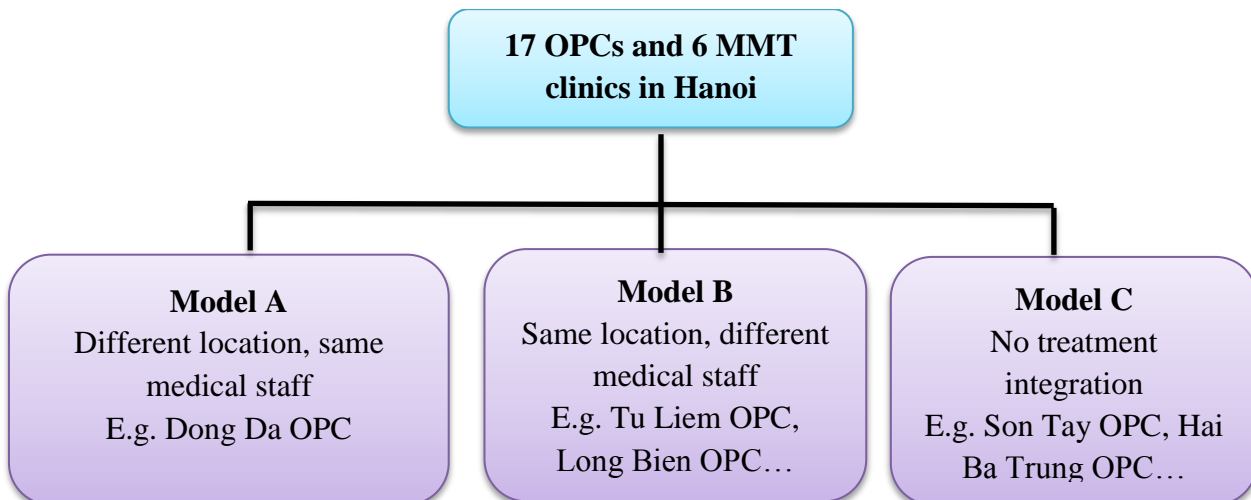 17 OPCs and 6 MMT
clinics in Hanoi
Model A
Different location, same
medical staff
E.g. Dong Da OPC
Model B
Same location, different
medical staff
E.g. Tu Liem OPC,
Long Bien OPC…
Model C
No treatment
integration
E.g. Son Tay OPC, Hai
Ba Trung OPC…